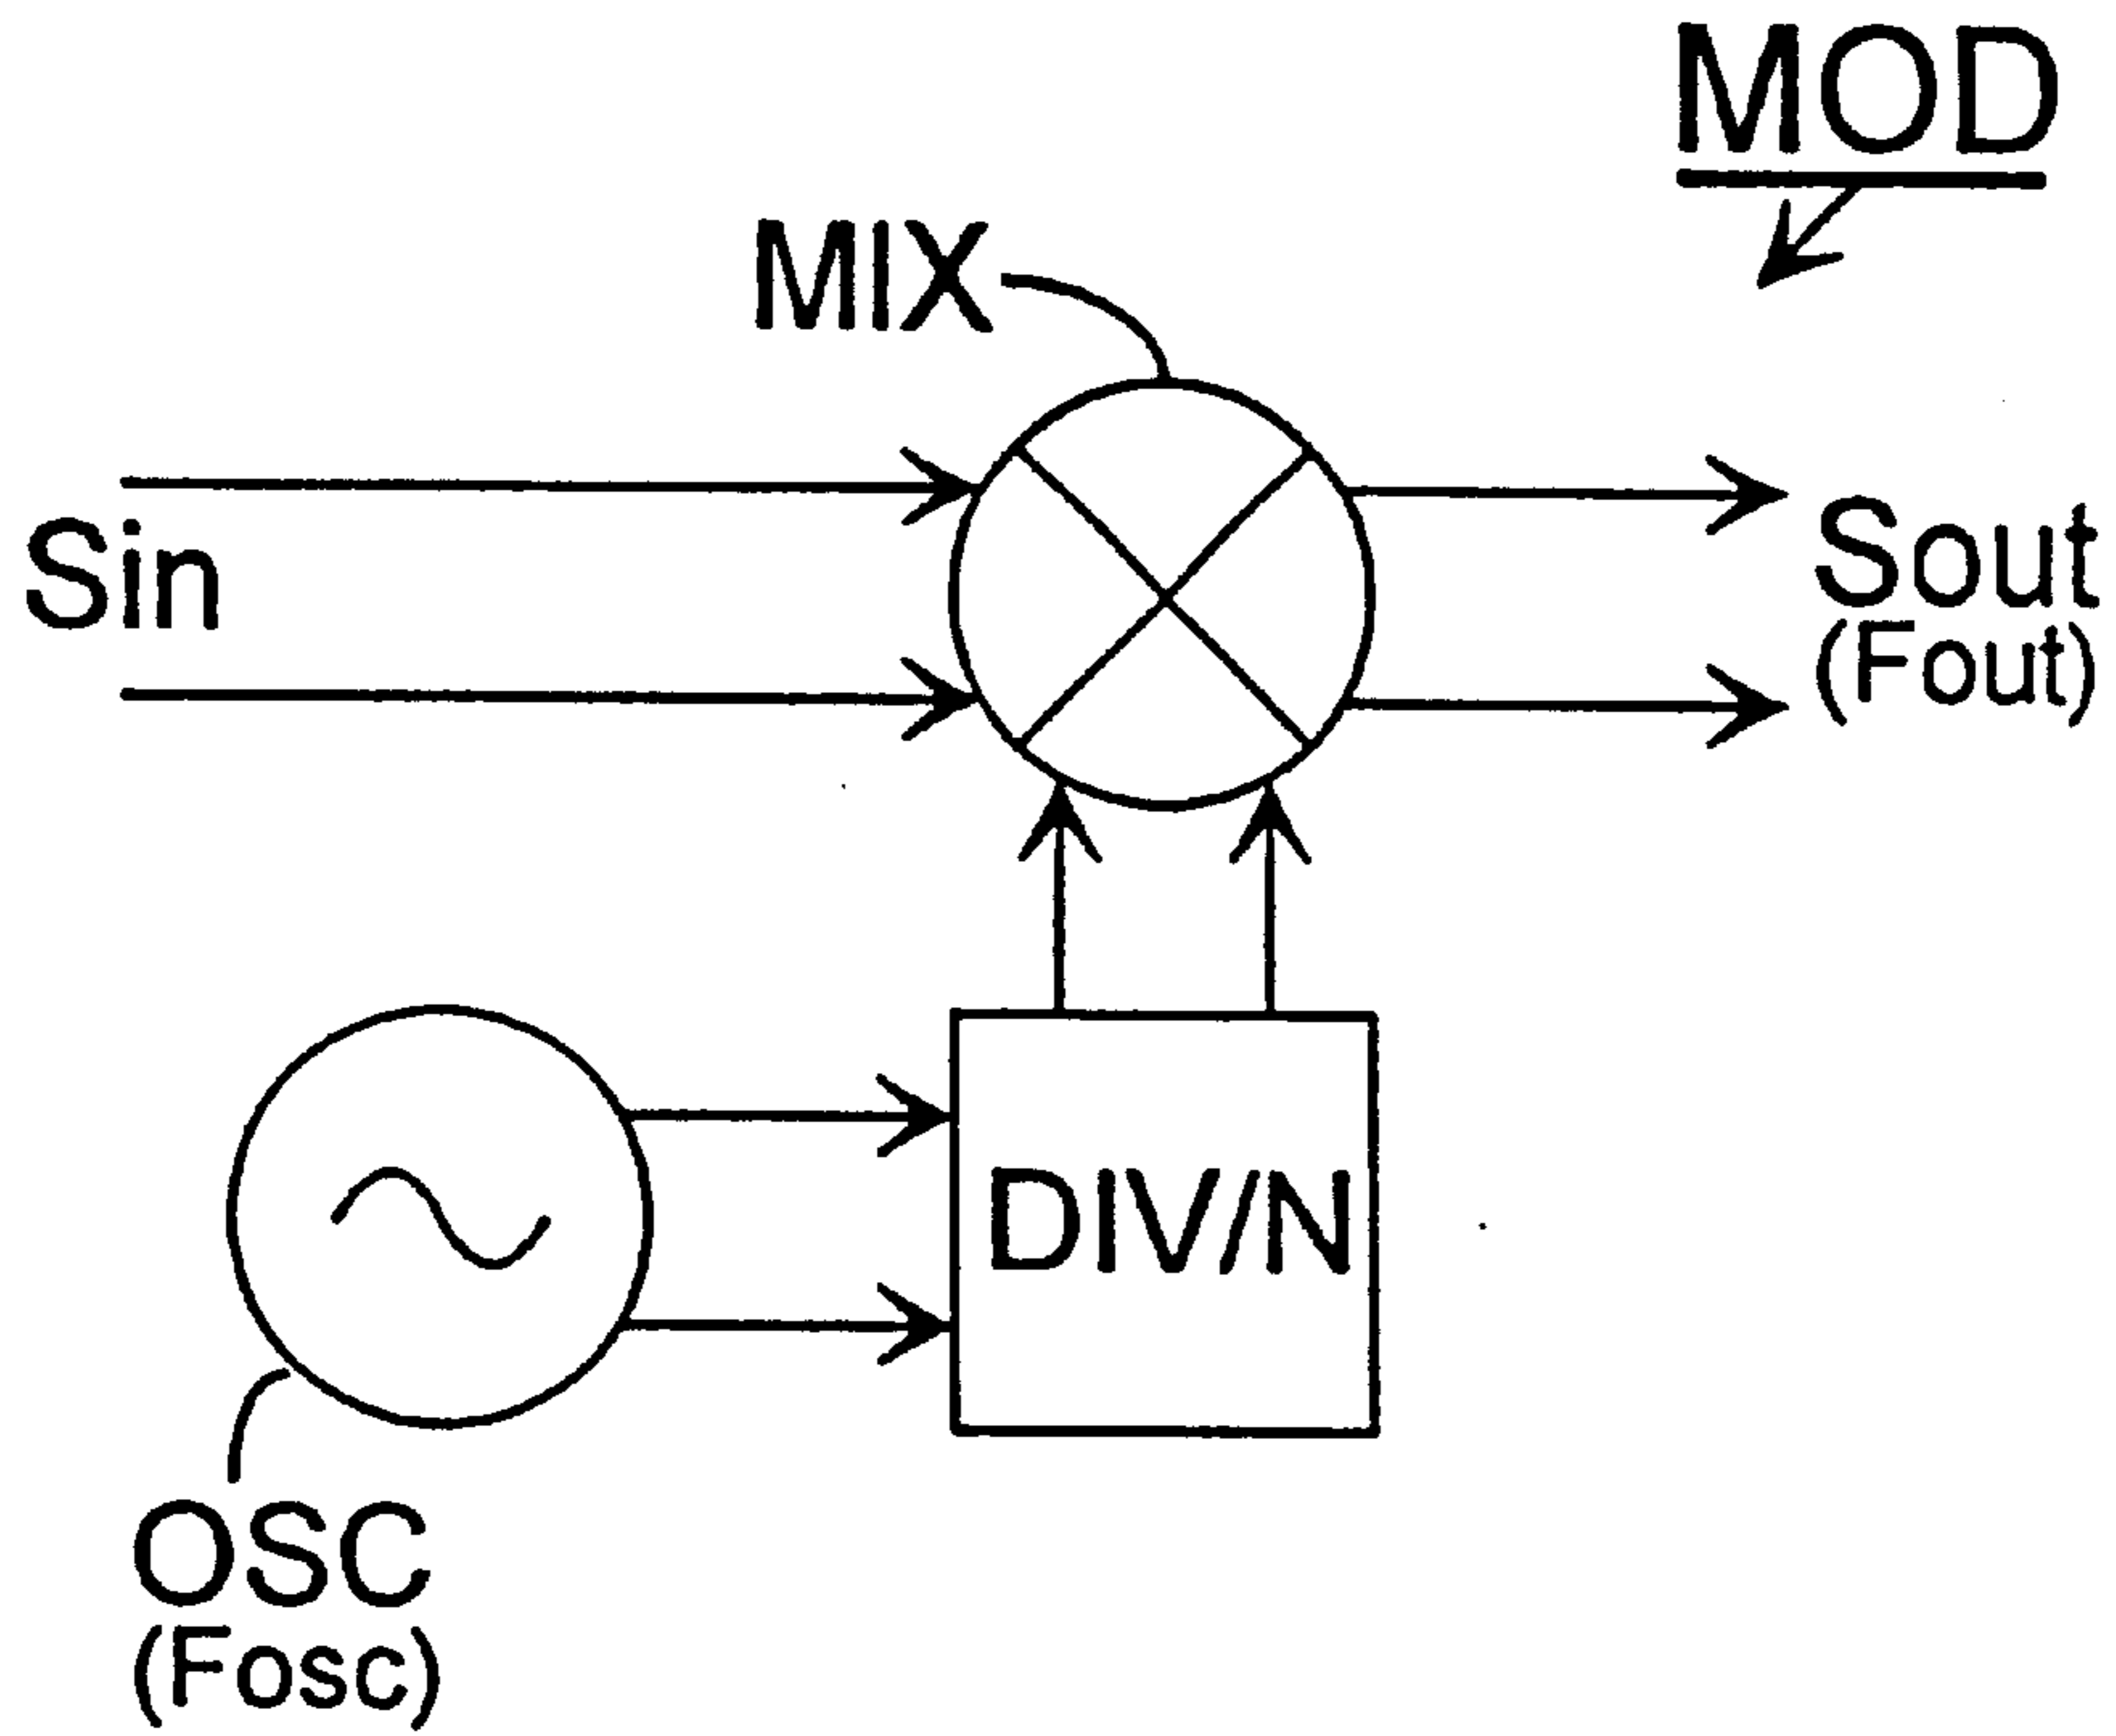 MOD
MIX
Sin
Sout
(Fout)
DIV/N
OSC
(Fosc)